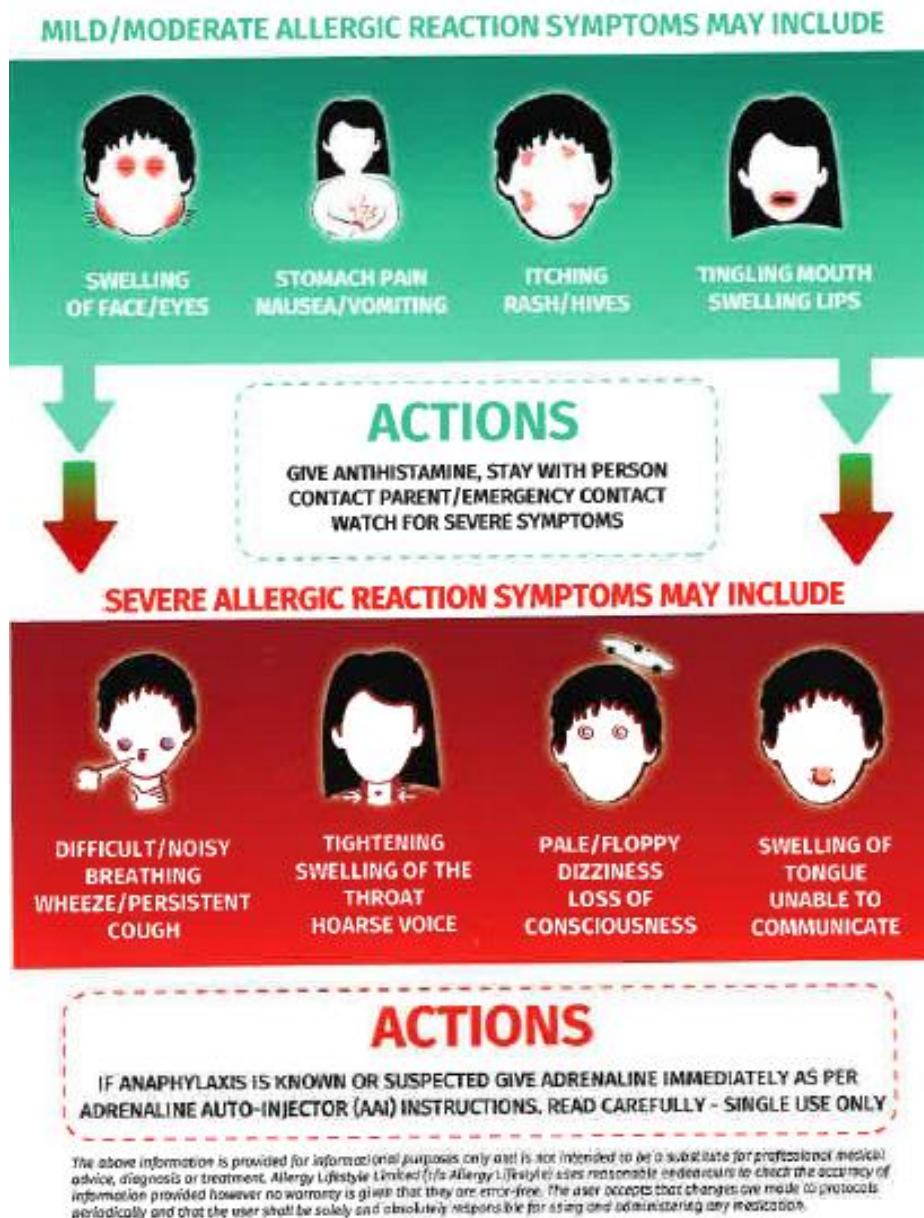 MILD/MODERATE ALLERGIC REACTION SYMPTOMS MAY INCLUDE
SWELLING
OF FACE/EYES
STOMACH PAIN
NAUSEA/VOMITING
ITCHING
RASH/HIVES
TINGLING MOUTH
SWELLING LIPS
ACTIONS
GIVE ANTIHISTAMINE, STAY WITH PERSON
CONTACT PARENT/EMERGENCY CONTACT
WATCH FOR SEVERE SYMPTOMS
SEVERE ALLERGIC REACTION SYMPTOMS MAY INCLUDE
DIFFICULT/NOISY
BREATHING
WHEEZE/PERSISTENT
COUGH
TIGHTENING
SWELLING OF THE
THROAT
HOARSE VOICE
PALE/FLOPPY
DIZZINESS
LOSS OF
CONSCIOUSNESS
SWELLING OF
TONGUE
UNABLE TO
COMMUNICATE
ACTIONS
IF ANAPHYLAXIS IS KNOWN OR SUSPECTED GIVE ADRENALINE IMMEDIATELY AS PER
ADRENALINE AUTO-INJECTOR (AAI) INSTRUCTIONS. READ CAREFULLY - SINGLE USE ONLY
The above information is provided for informational purposes only and is not intended to be a substitute for professional medical
advice, diagnosis or treatment. Allergy Lifestyle Limited (t/a Allergy Lifestyle) uses reasonable endeavours to check the accuracy of
information provided however no warranty is given that they are error-free. The user accepts that changes are made to protocols
periodically and that the user shall be solely and absolutely responsible for using and administering any medication.